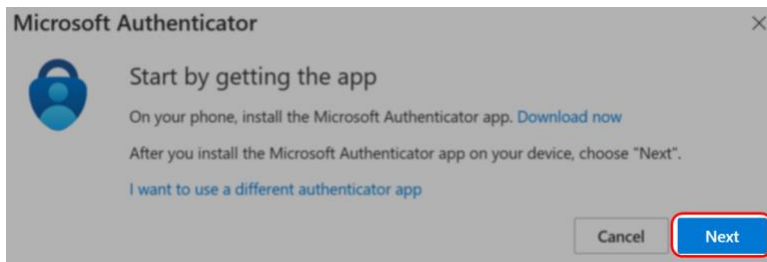 Microsoft Authenticator
Start by getting the app
On your phone, install the Microsoft Authenticator app. Download now
After you install the Microsoft Authenticator app on your device, choose "Next".
I want to use a different authenticator app
Cancel
Next